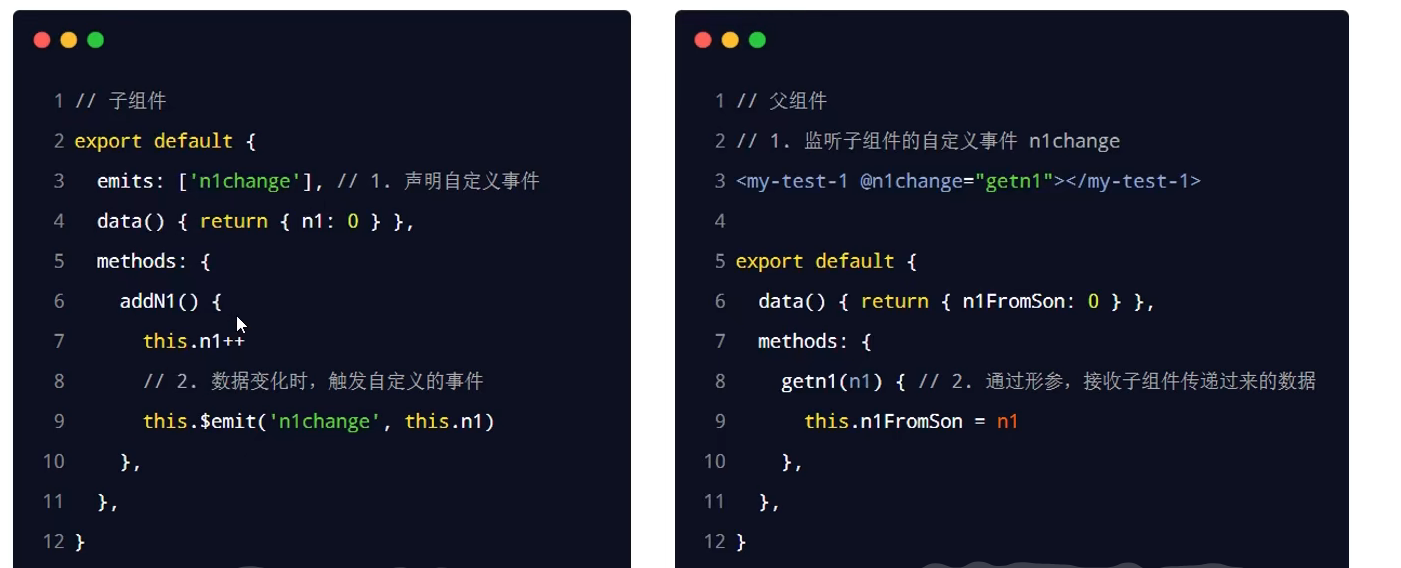 1 // 子组件
2 export default {
3 emits: ['n1change'], // 1. 声明自定义事件
4 data() { return { n1: 0 } },
5 methods: {
6 addN1() {
7 this.n1++
8 // 2. 数据变化时，触发自定义的事件
9 this.$emit('n1change', this.n1)
10 },
11 },
12 }
1 // 父组件
2 // 1. 监听子组件的自定义事件 n1change
3 <my-test-1 @n1change="getn1"></my-test-1>
4
5 export default {
6 data() { return { n1FromSon: 0 } },
7 methods: {
8 getn1(n1) { // 2. 通过形参，接收子组件传递过来的数据
9 this.n1FromSon = n1
10 },
11 },
12 }